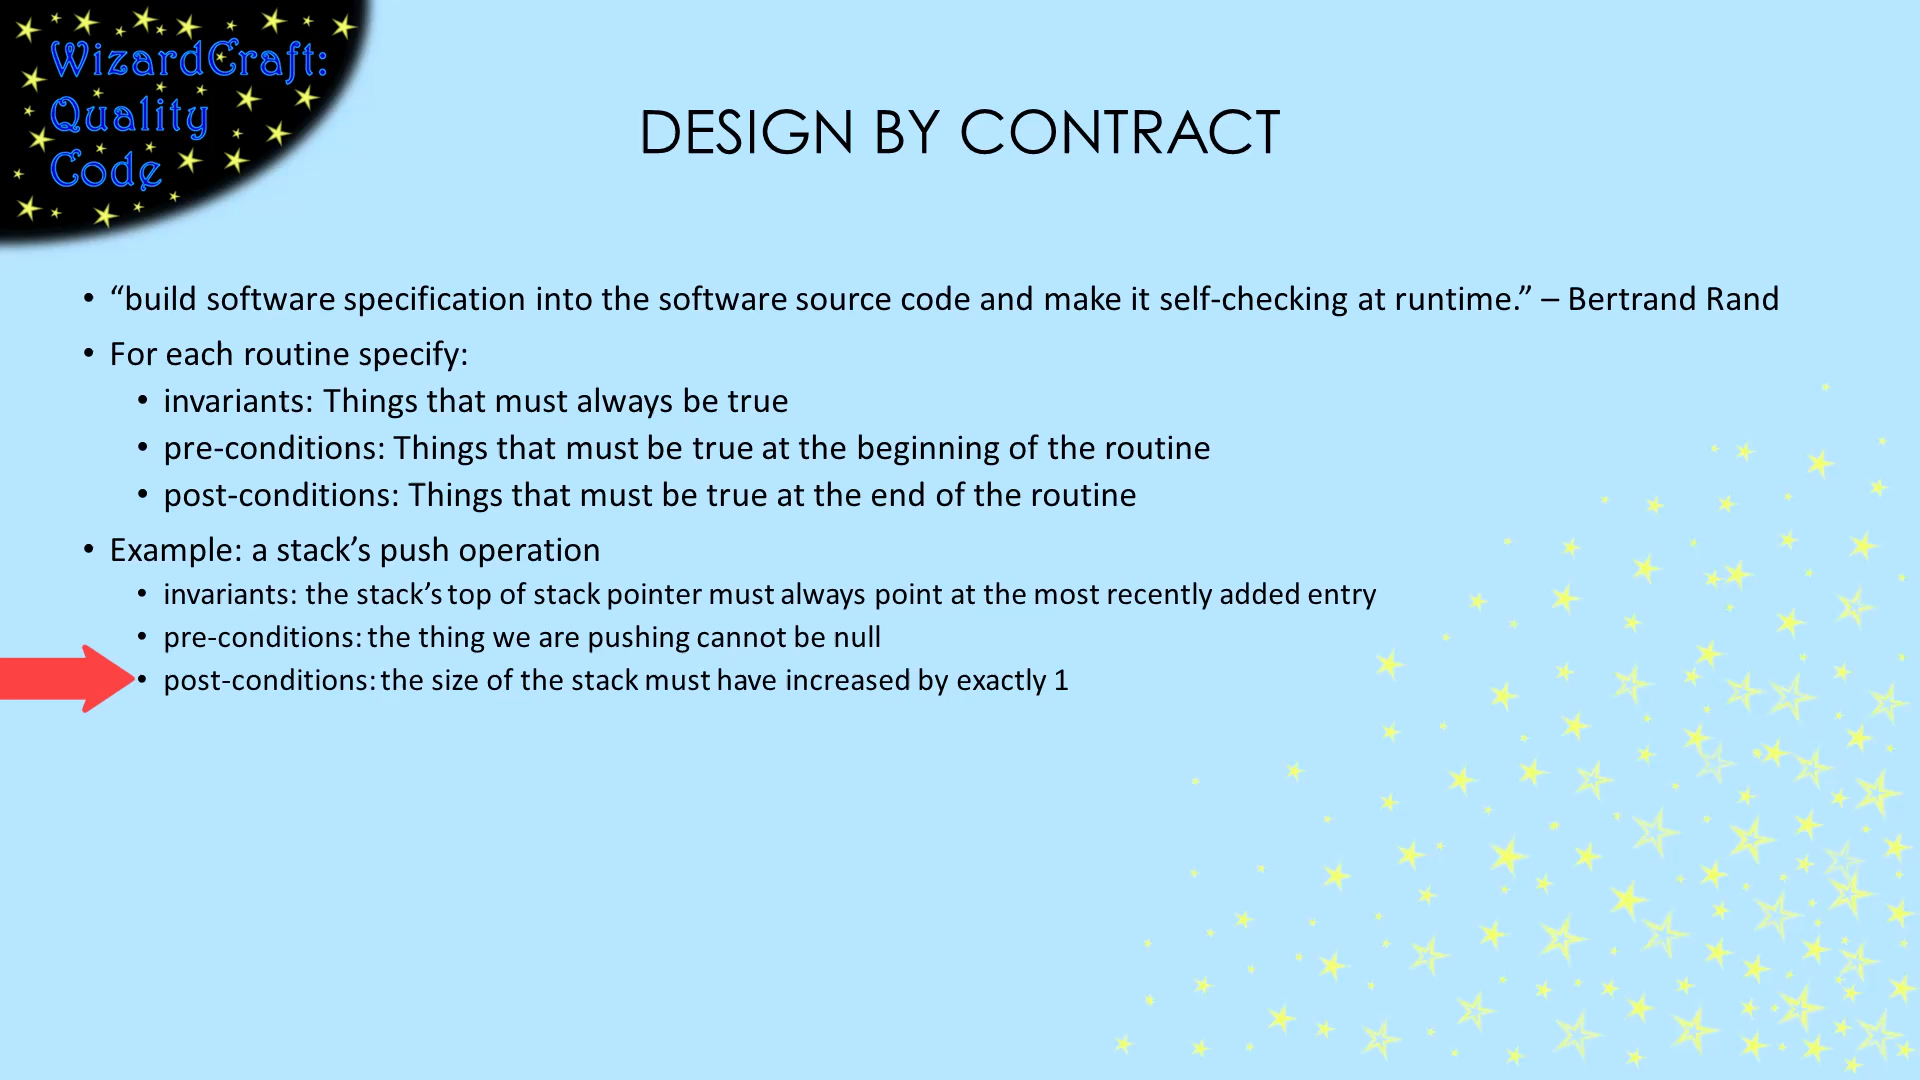 WizardCraft:
Quality
Code
DESIGN BY CONTRACT
• “build software specification into the software source code and make it self-checking at runtime.” – Bertrand Rand
• For each routine specify:
• invariants: Things that must always be true
• pre-conditions: Things that must be true at the beginning of the routine
• post-conditions: Things that must be true at the end of the routine
• Example: a stack’s push operation
• invariants: the stack’s top of stack pointer must always point at the most recently added entry
• pre-conditions: the thing we are pushing cannot be null
• post-conditions: the size of the stack must have increased by exactly 1